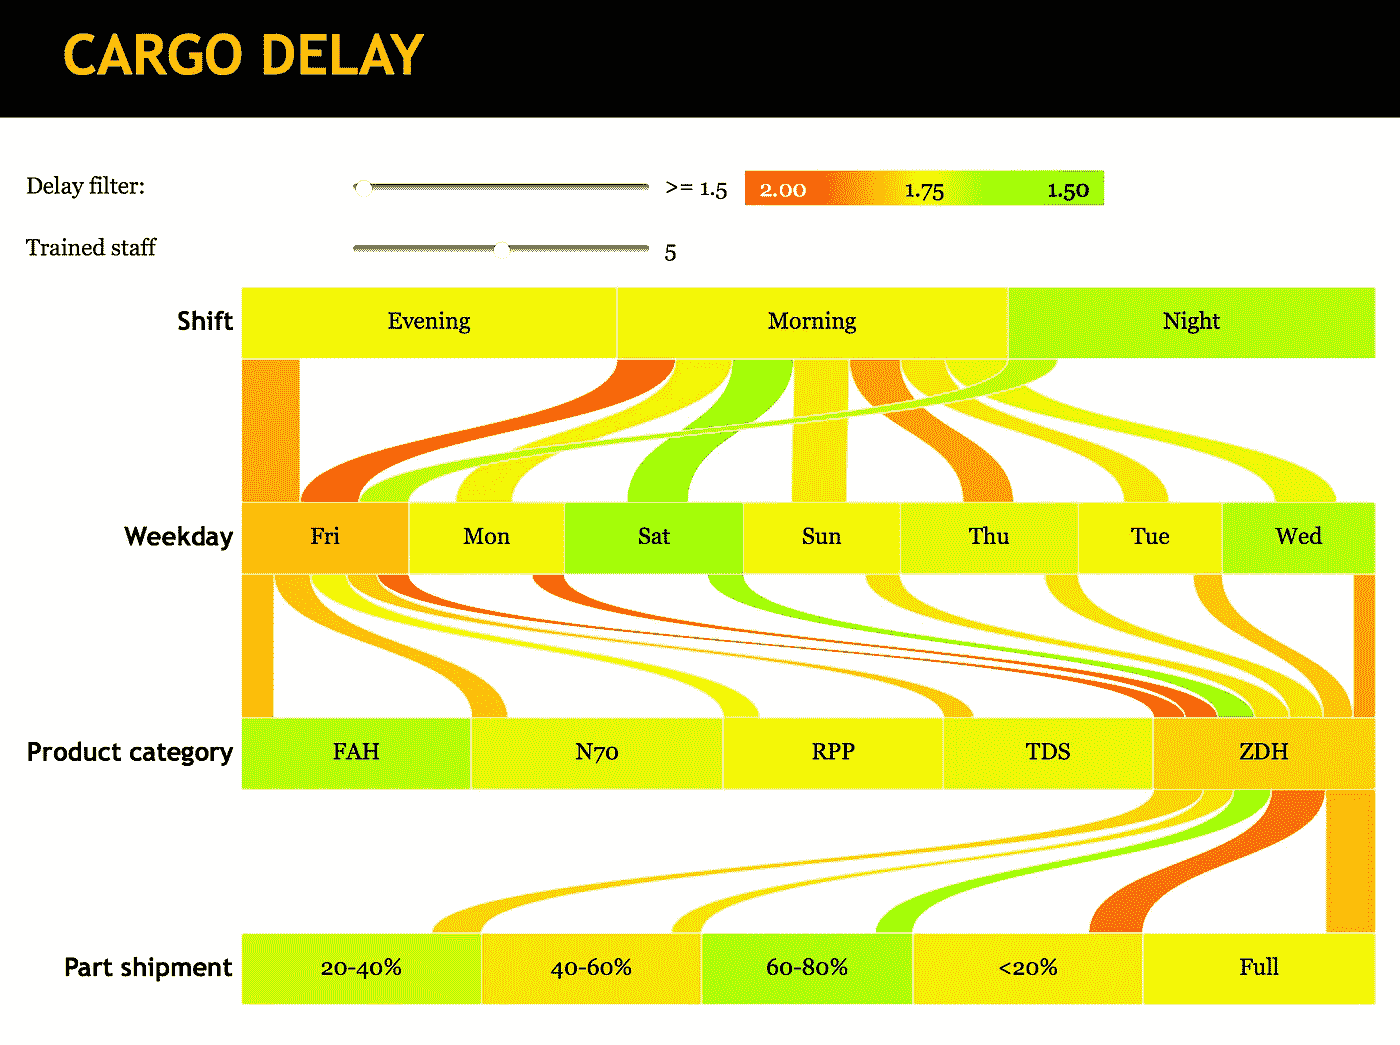 CARGO DELAY
Delay filter: >= 1.5 2.00 1.75 1.50
Trained staff 5
Shift Evening Morning Night
Weekday Fri Mon Sat Sun Thu Tue Wed
Product category FAH N70 RPP TDS ZDH
Part shipment 20-40% 40-60% 60-80% <20% Full